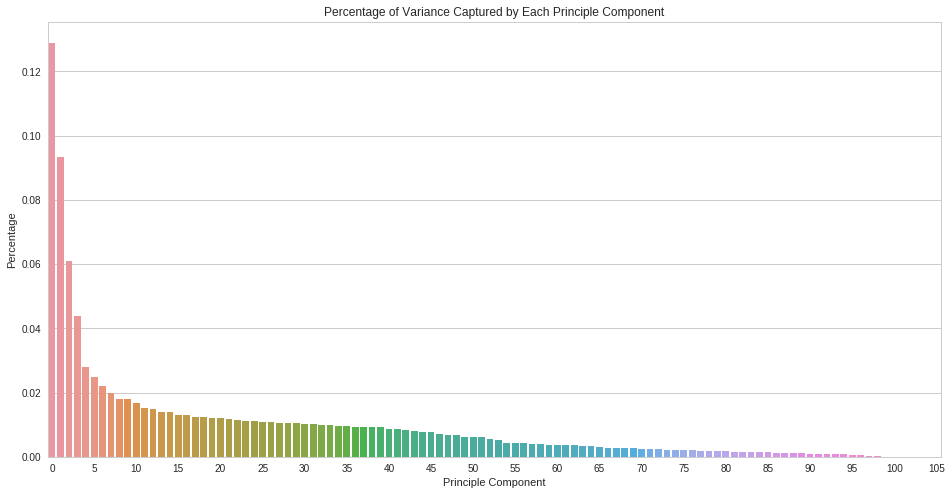 Percentage of Variance Captured by Each Principle Component
0.12
0.10
0.08
0.06
0.04
0.02
0.00
Percentage
0 5 10 15 20 25 30 35 40 45 50 55 60 65 70 75 80 85 90 95 100 105
Principle Component